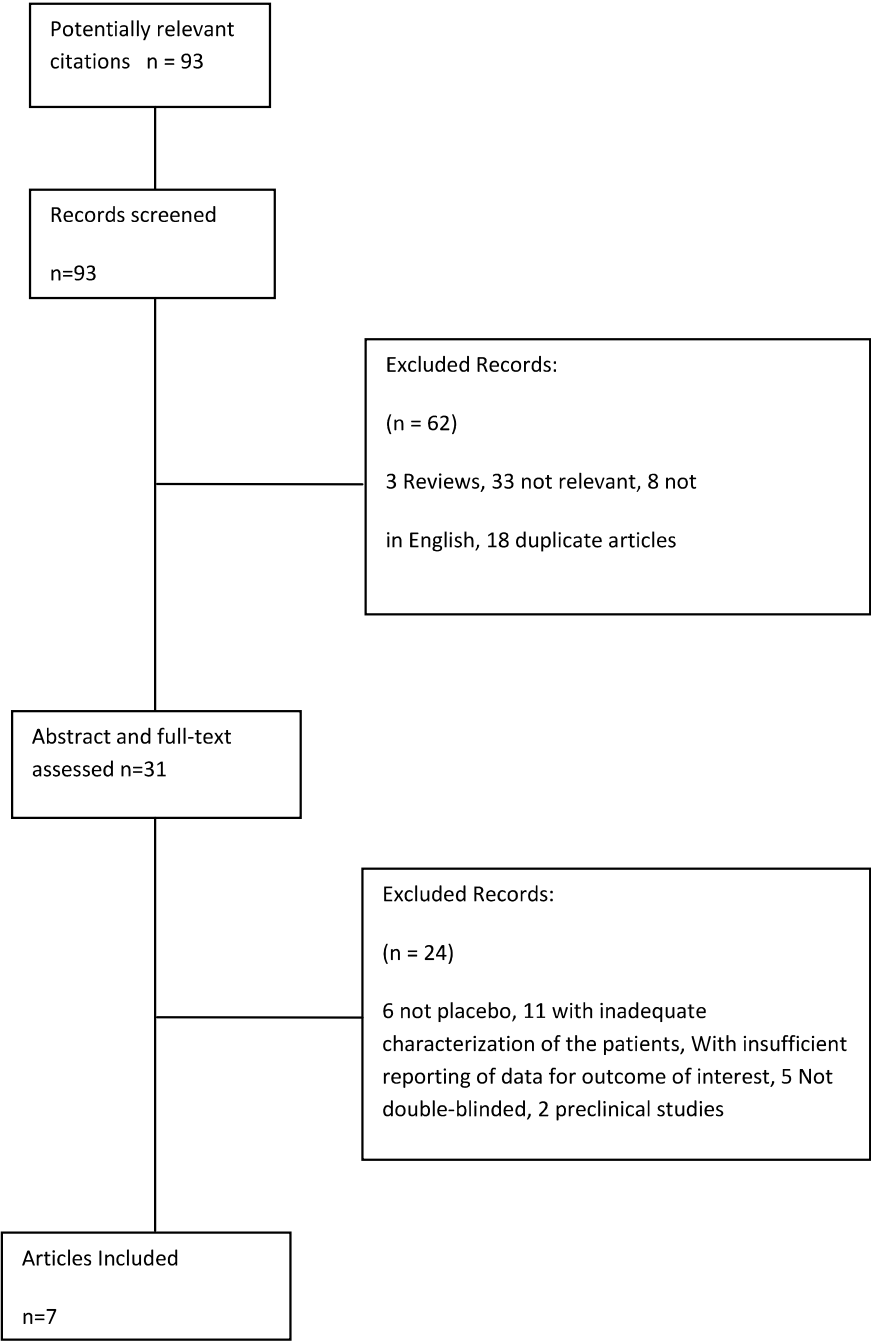 Potentially relevant
citations n = 93
Records screened
n=93
Excluded Records:
(n = 62)
3 Reviews, 33 not relevant, 8 not
in English, 18 duplicate articles
Abstract and full-text
assessed n=31
Excluded Records:
(n = 24)
6 not placebo, 11 with inadequate
characterization of the patients, With insufficient
reporting of data for outcome of interest, 5 Not
double-blinded, 2 preclinical studies
Articles Included
n=7